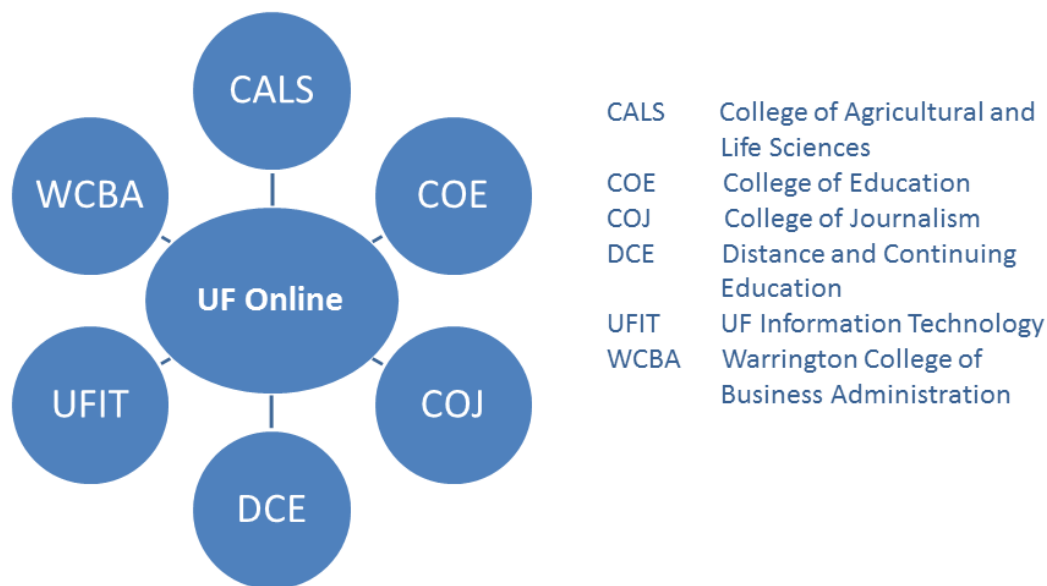 CALS
WCBA
COE
UF Online
UFIT
COJ
DCE
CALS College of Agricultural and
Life Sciences
COE College of Education
COJ College of Journalism
DCE Distance and Continuing
Education
UFIT UF Information Technology
WCBA Warrington College of
Business Administration